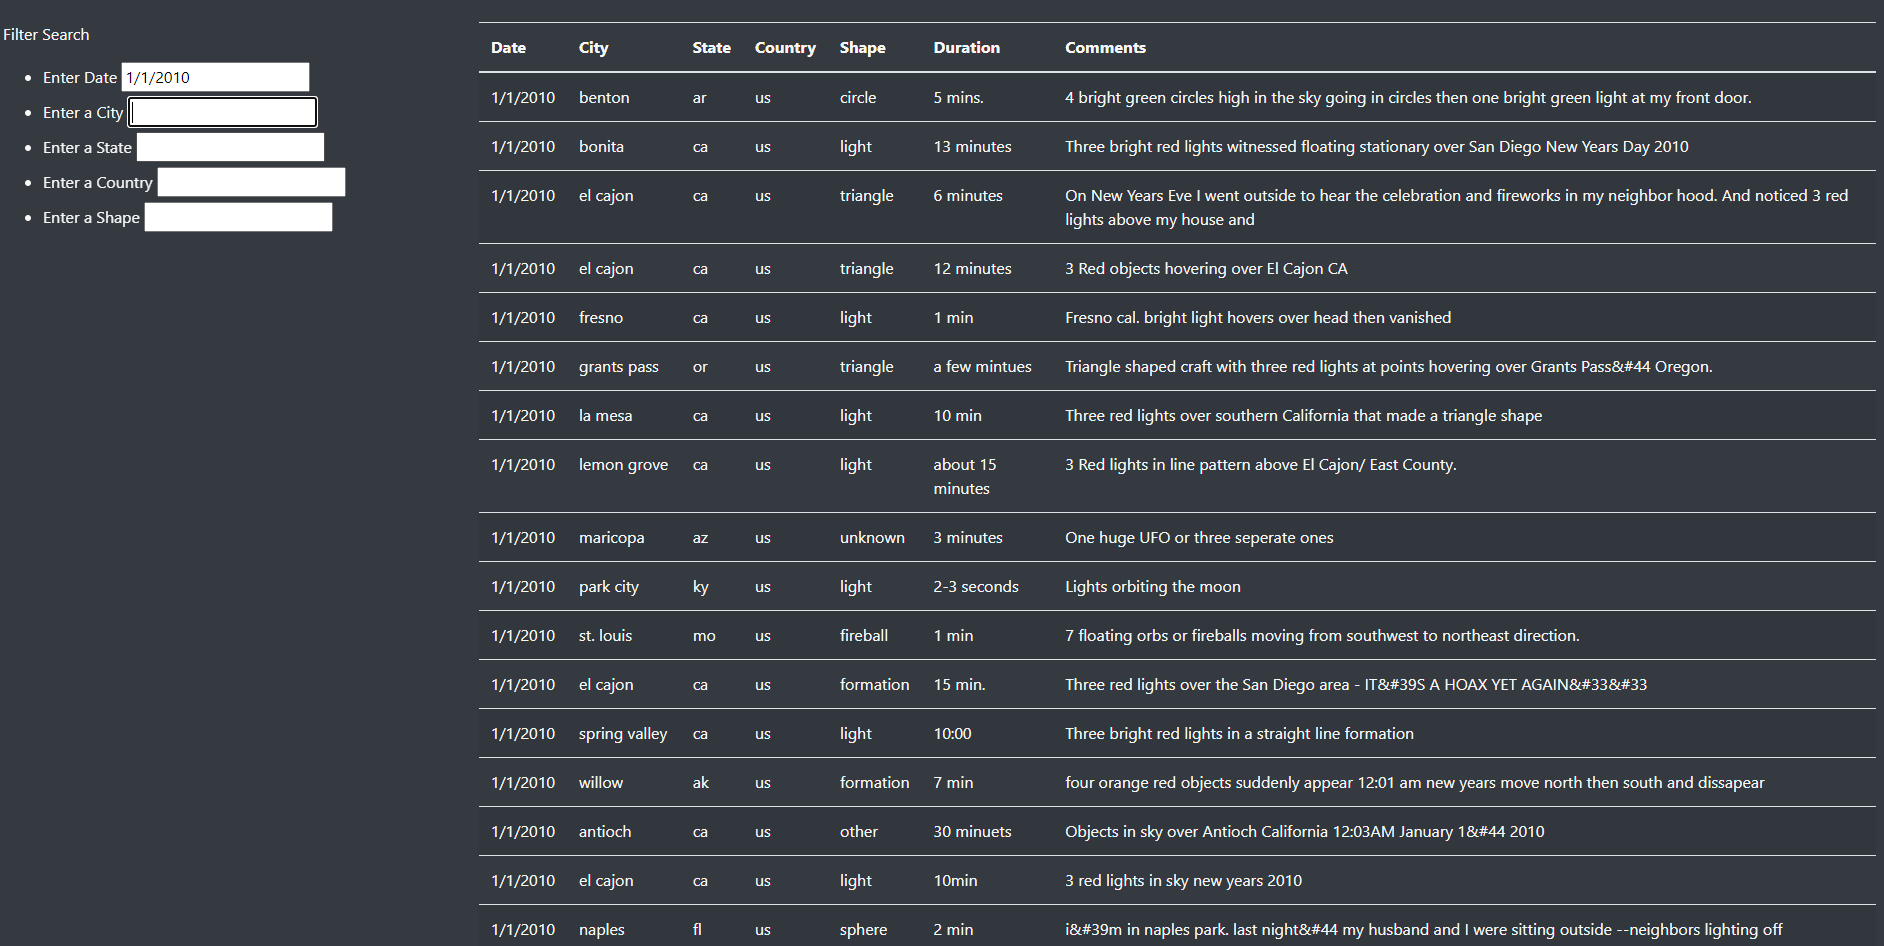 Filter Search
Enter Date 1/1/2010
Enter a City
Enter a State
Enter a Country
Enter a Shape
Date City State Country Shape Duration Comments
1/1/2010 benton ar us circle 5 mins. 4 bright green circles high in the sky going in circles then one bright green light at my front door.
1/1/2010 bonita ca us light 13 minutes Three bright red lights witnessed floating stationary over San Diego New Years Day 2010
1/1/2010 el cajon ca us triangle 6 minutes On New Years Eve I went outside to hear the celebration and fireworks in my neighbor hood. And noticed 3 red
lights above my house and
1/1/2010 el cajon ca us triangle 12 minutes 3 Red objects hovering over El Cajon CA
1/1/2010 fresno ca us light 1 min Fresno cal. bright light hovers over head then vanished
1/1/2010 grants pass or us triangle a few mintues Triangle shaped craft with three red lights at points hovering over Grants Pass&#44 Oregon.
1/1/2010 la mesa ca us light 10 min Three red lights over southern California that made a triangle shape
1/1/2010 lemon grove ca us light about 15 3 Red lights in line pattern above El Cajon/ East County.
minutes
1/1/2010 maricopa az us unknown 3 minutes One huge UFO or three seperate ones
1/1/2010 park city ky us light 2-3 seconds Lights orbiting the moon
1/1/2010 st. louis mo us fireball 1 min 7 floating orbs or fireballs moving from southwest to northeast direction.
1/1/2010 el cajon ca us formation 15 min. Three red lights over the San Diego area - IT&#39S A HOAX YET AGAIN&#33&#33
1/1/2010 spring valley ca us light 10:00 Three bright red lights in a straight line formation
1/1/2010 willow ak us formation 7 min four orange red objects suddenly appear 12:01 am new years move north then south and dissapear
1/1/2010 antioch ca us other 30 minuets Objects in sky over Antioch California 12:03AM January 1&#44 2010
1/1/2010 el cajon ca us light 10min 3 red lights in sky new years 2010
1/1/2010 naples fl us sphere 2 min i&#39m in naples park. last night&#44 my husband and I were sitting outside --neighbors lighting off